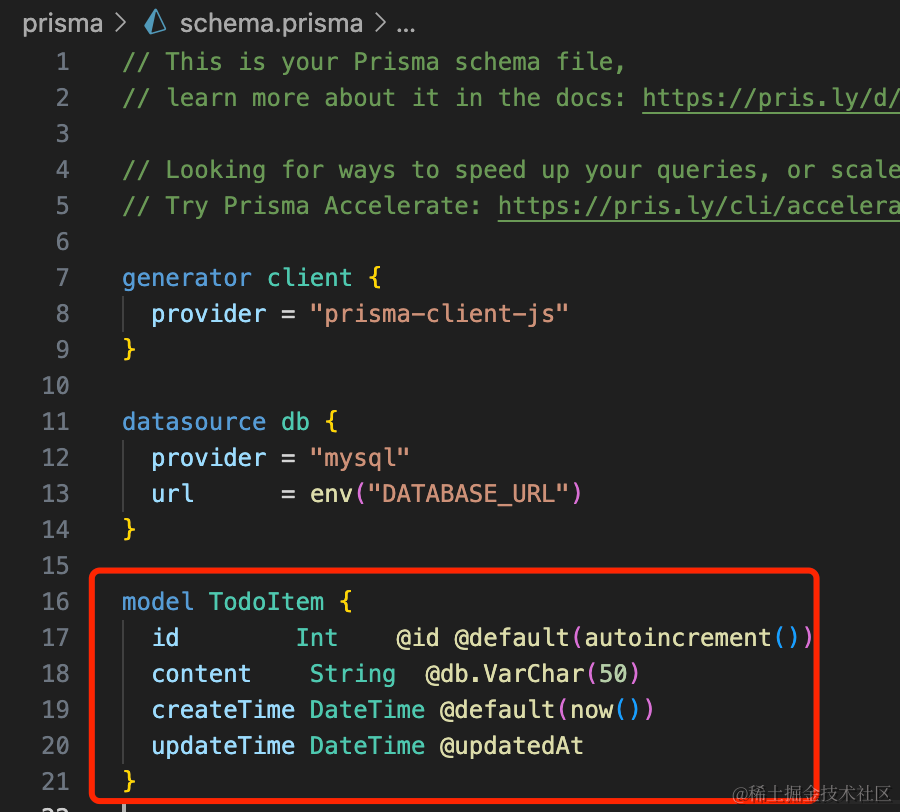 prisma > schema.prisma > ...
1 // This is your Prisma schema file,
2 // learn more about it in the docs: https://pris.ly/d/
3
4 // Looking for ways to speed up your queries, or scale
5 // Try Prisma Accelerate: https://pris.ly/cli/accelera
6
7 generator client {
8   provider = "prisma-client-js"
9 }
10
11 datasource db {
12   provider = "mysql"
13   url      = env("DATABASE_URL")
14 }
15
16 model TodoItem {
17   id        Int    @id @default(autoincrement())
18   content    String  @db.VarChar(50)
19   createTime DateTime @default(now())
20   updateTime DateTime @updatedAt
21 }
22
@稀土掘金技术社区